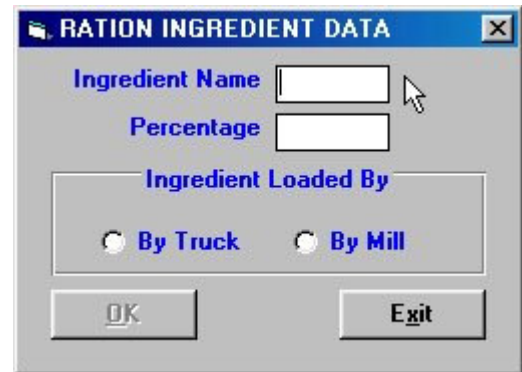 RATION INGREDIENT DATA
Ingredient Name
Percentage
Ingredient Loaded By
By Truck By Mill
OK Exit